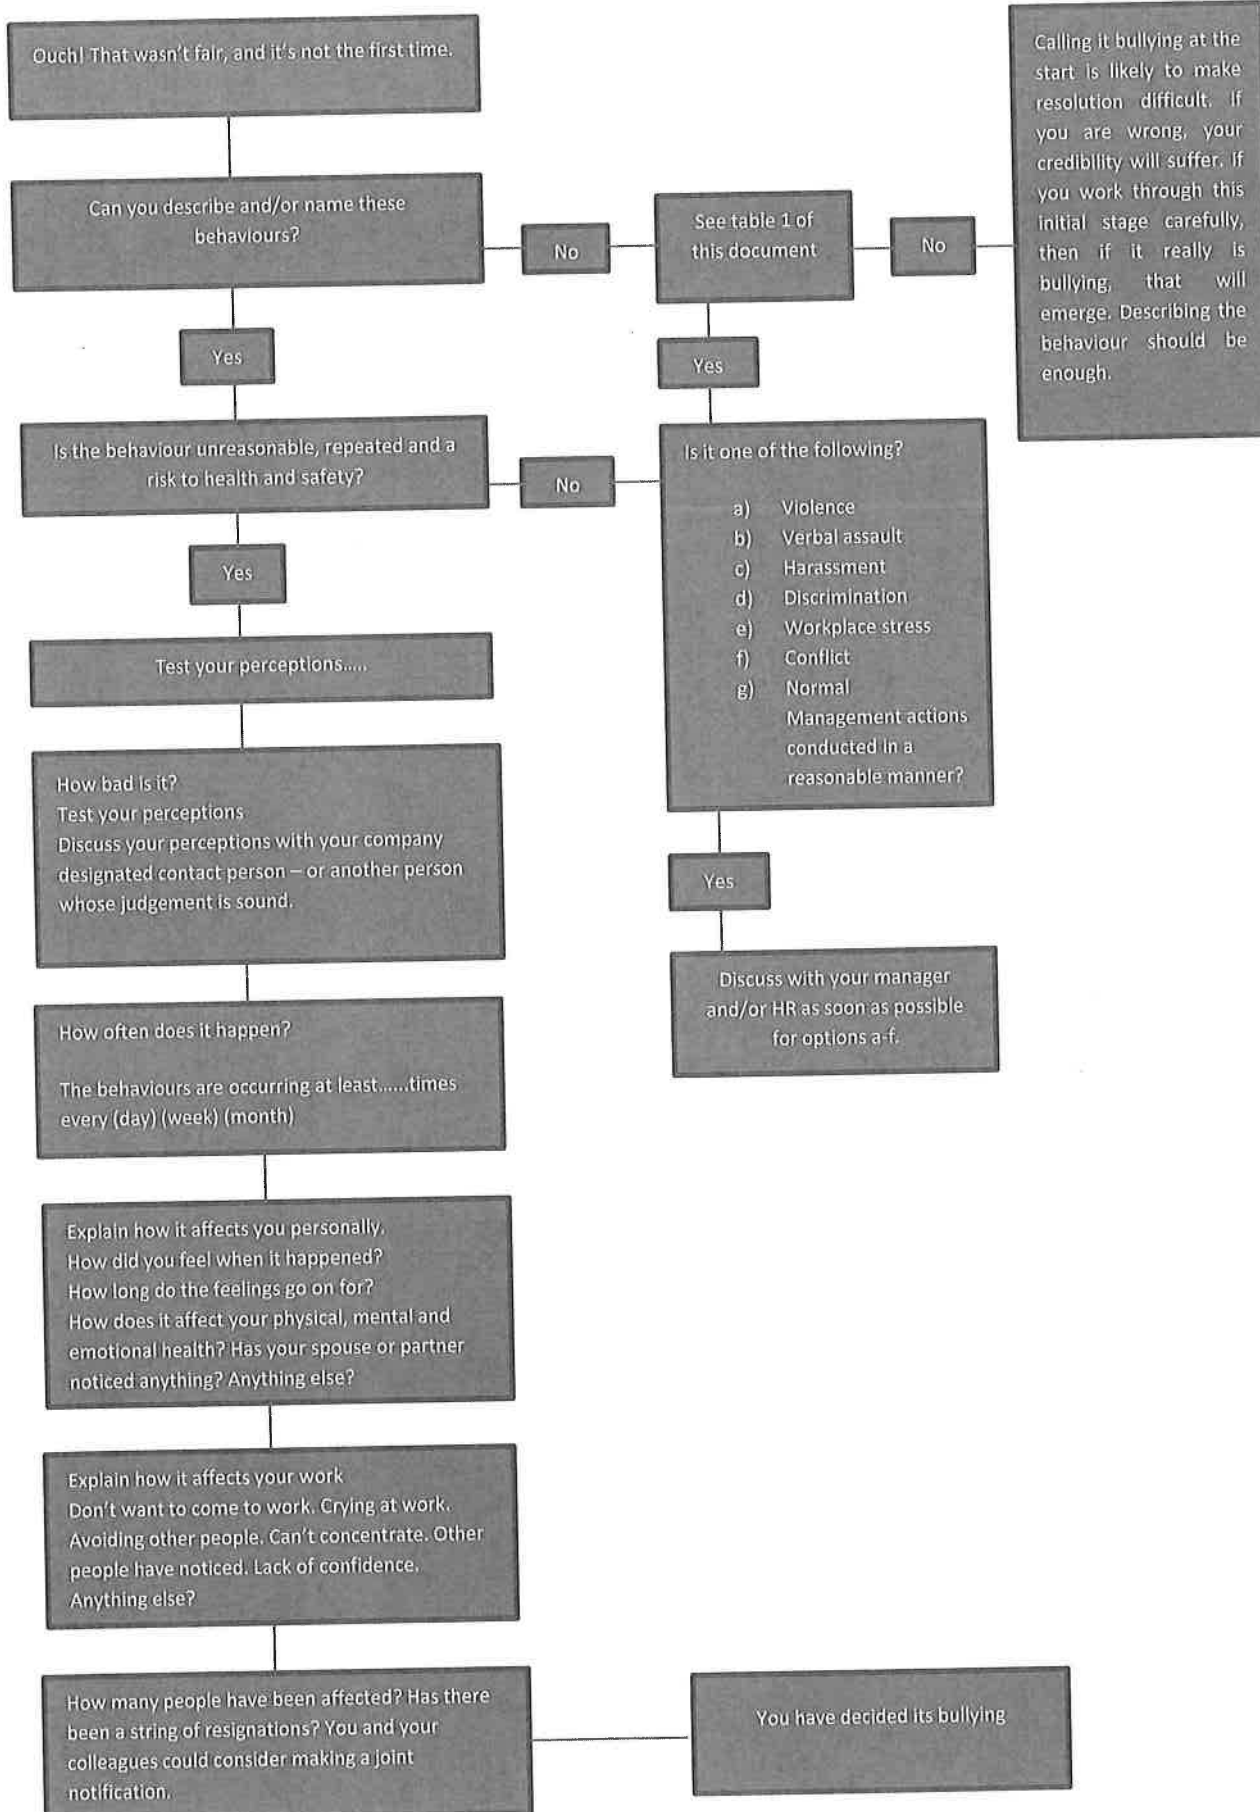 Ouch! That wasn't fair, and it's not the first time.
Can you describe and/or name these
behaviours?
No
See table 1 of
this document
No
Calling it bullying at the
start is likely to make
resolution difficult. If
you are wrong, your
credibility will suffer. If
you work through this
initial stage carefully,
then if it really is
bullying, that will
emerge. Describing the
behaviour should be
enough.
Yes
Yes
Is the behaviour unreasonable, repeated and a
risk to health and safety?
No
Is it one of the following?
a) Violence
b) Verbal assault
c) Harassment
d) Discrimination
e) Workplace stress
f) Conflict
g) Normal
Management actions
conducted in a
reasonable manner?
Yes
Test your perceptions.....
How bad is it?
Test your perceptions
Discuss your perceptions with your company
designated contact person – or another person
whose judgement is sound.
Yes
Discuss with your manager
and/or HR as soon as possible
for options a-f.
How often does it happen?
The behaviours are occurring at least......times
every (day) (week) (month)
Explain how it affects you personally.
How did you feel when it happened?
How long do the feelings go on for?
How does it affect your physical, mental and
emotional health? Has your spouse or partner
noticed anything? Anything else?
Explain how it affects your work
Don't want to come to work. Crying at work.
Avoiding other people. Can't concentrate. Other
people have noticed. Lack of confidence.
Anything else?
How many people have been affected? Has there
been a string of resignations? You and your
colleagues could consider making a joint
notification.
You have decided its bullying